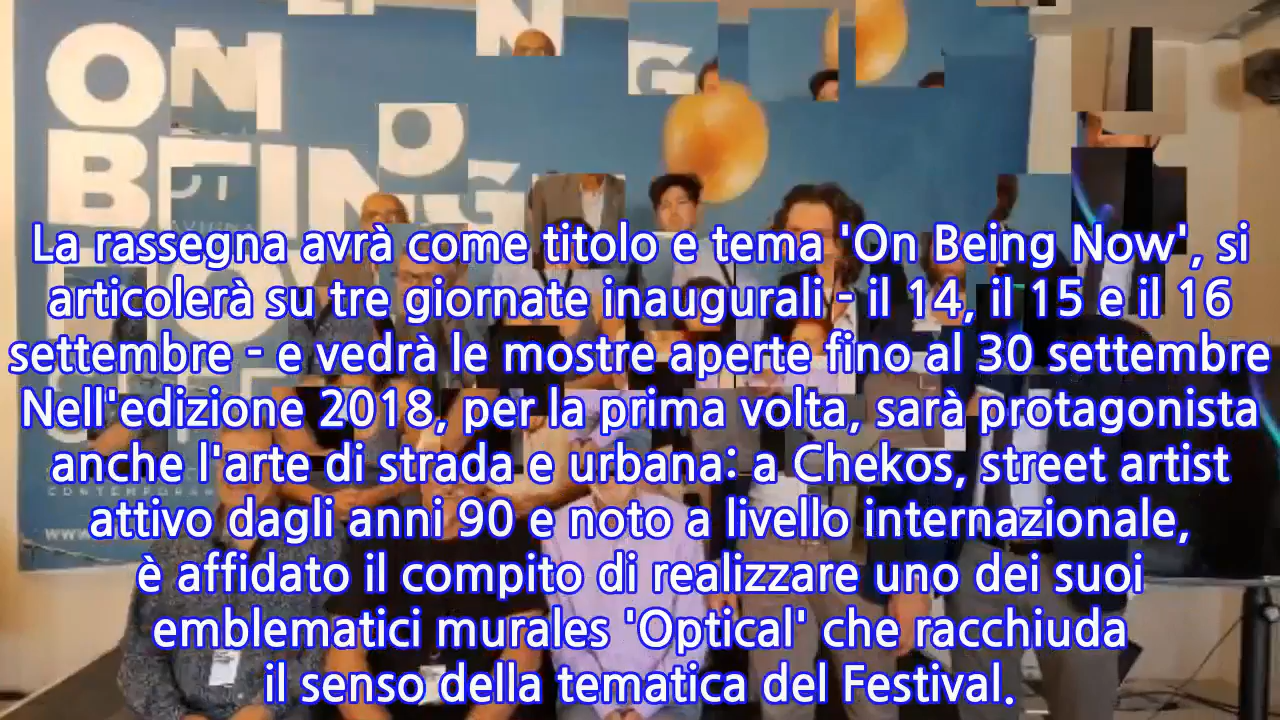 ON
BEING
La rassegna avrà come titolo e tema 'On Being Now', si
articolerà su tre giornate inaugurali - il 14, il 15 e il 16
settembre - e vedrà le mostre aperte fino al 30 settembre
Nell'edizione 2018, per la prima volta, sarà protagonista
anche l'arte di strada e urbana: a Chekos, street artist
attivo dagli anni 90 e noto a livello internazionale,
è affidato il compito di realizzare uno dei suoi
emblematici murales 'Optical' che racchiuda
il senso della tematica del Festival.